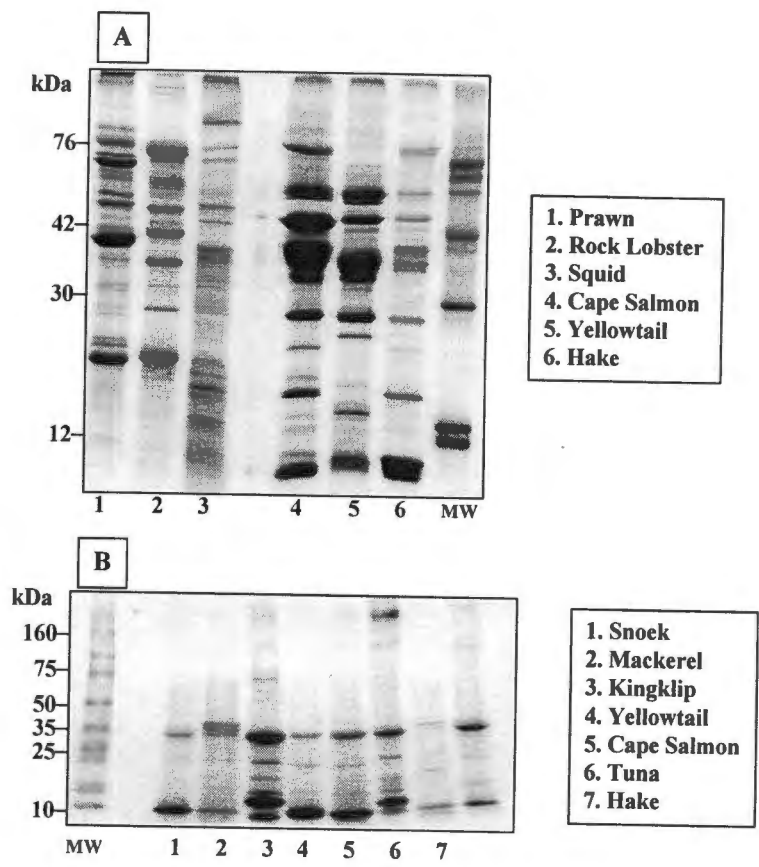 A
kDa
76
42
30
12
1 2 3 4 5 6 MW
1. Prawn
2. Rock Lobster
3. Squid
4. Cape Salmon
5. Yellowtail
6. Hake
B
kDa
160
75
50
35
25
10
MW 1 2 3 4 5 6 7
1. Snoek
2. Mackerel
3. Kingklip
4. Yellowtail
5. Cape Salmon
6. Tuna
7. Hake